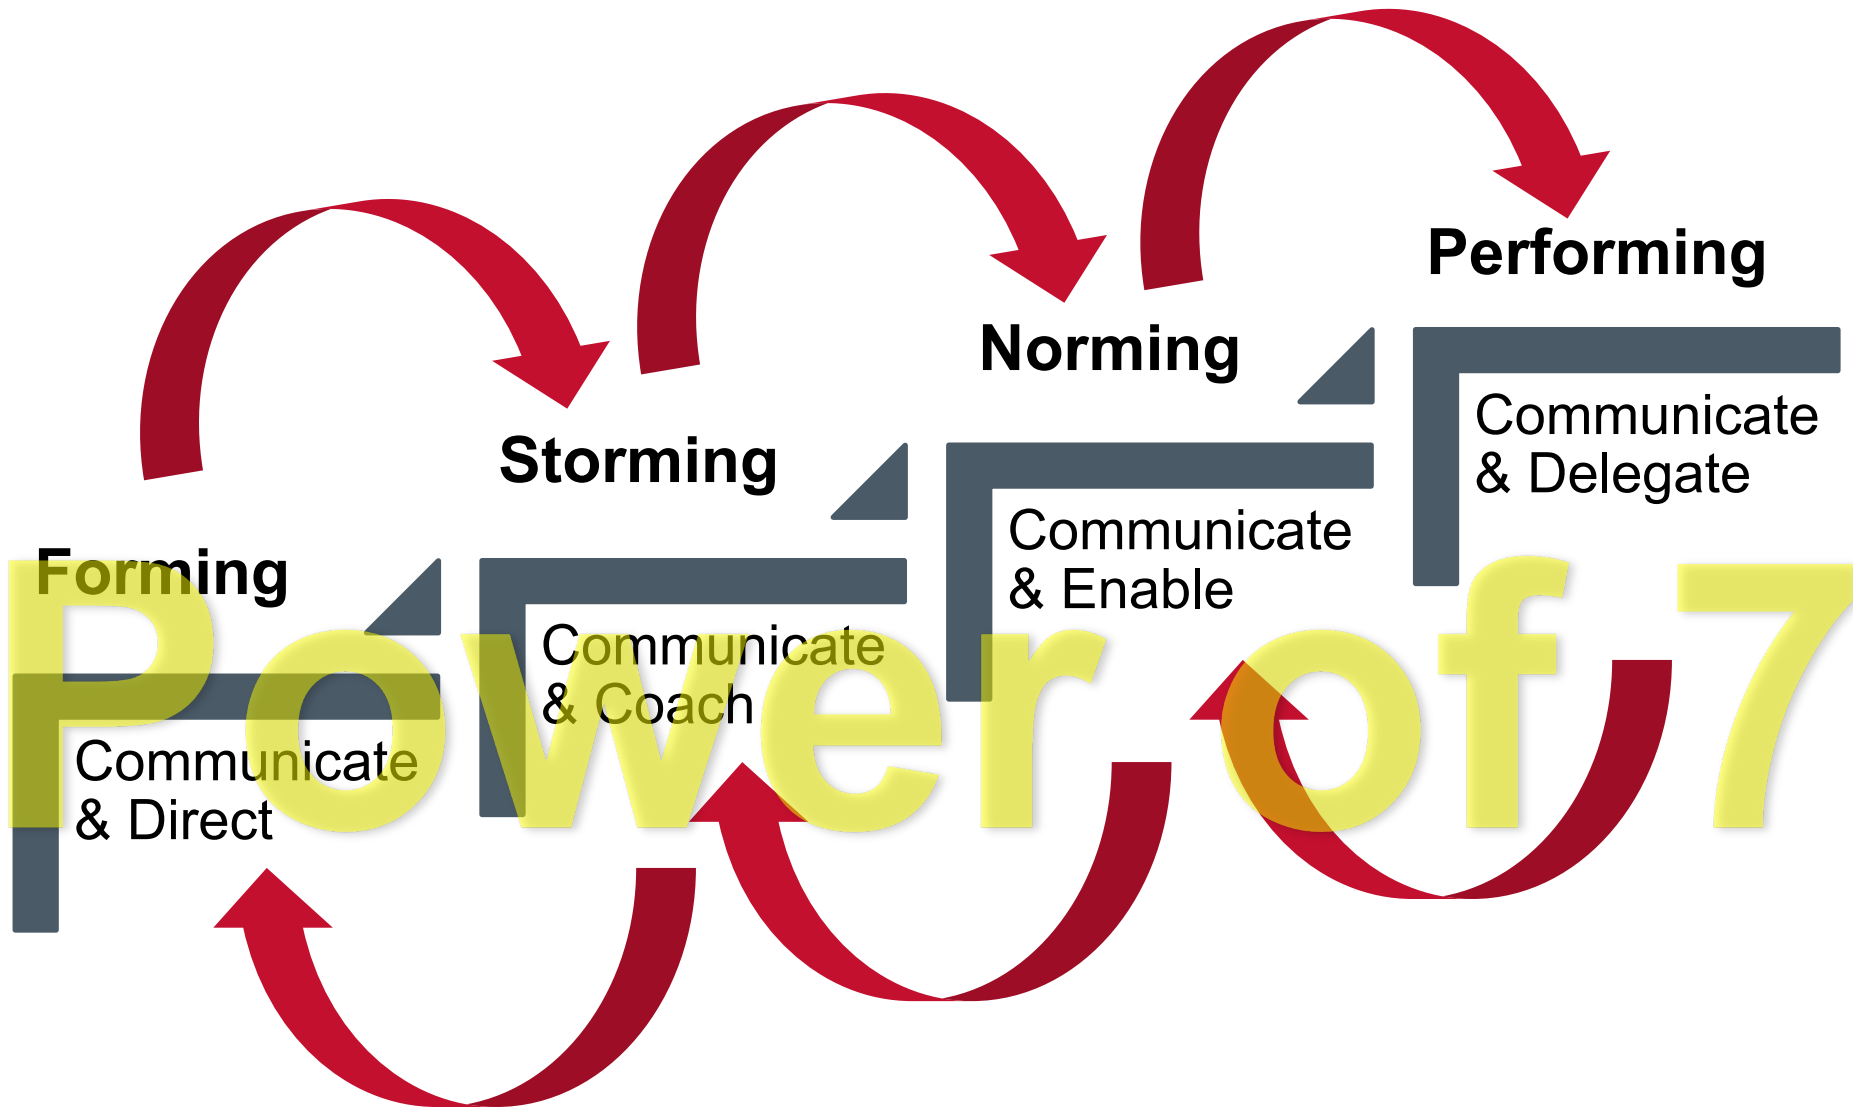 Performing
Norming
Communicate
& Delegate
Storming
Communicate
& Enable
Forming
Communicate
& Coach
Communicate
& Direct
Power of 7